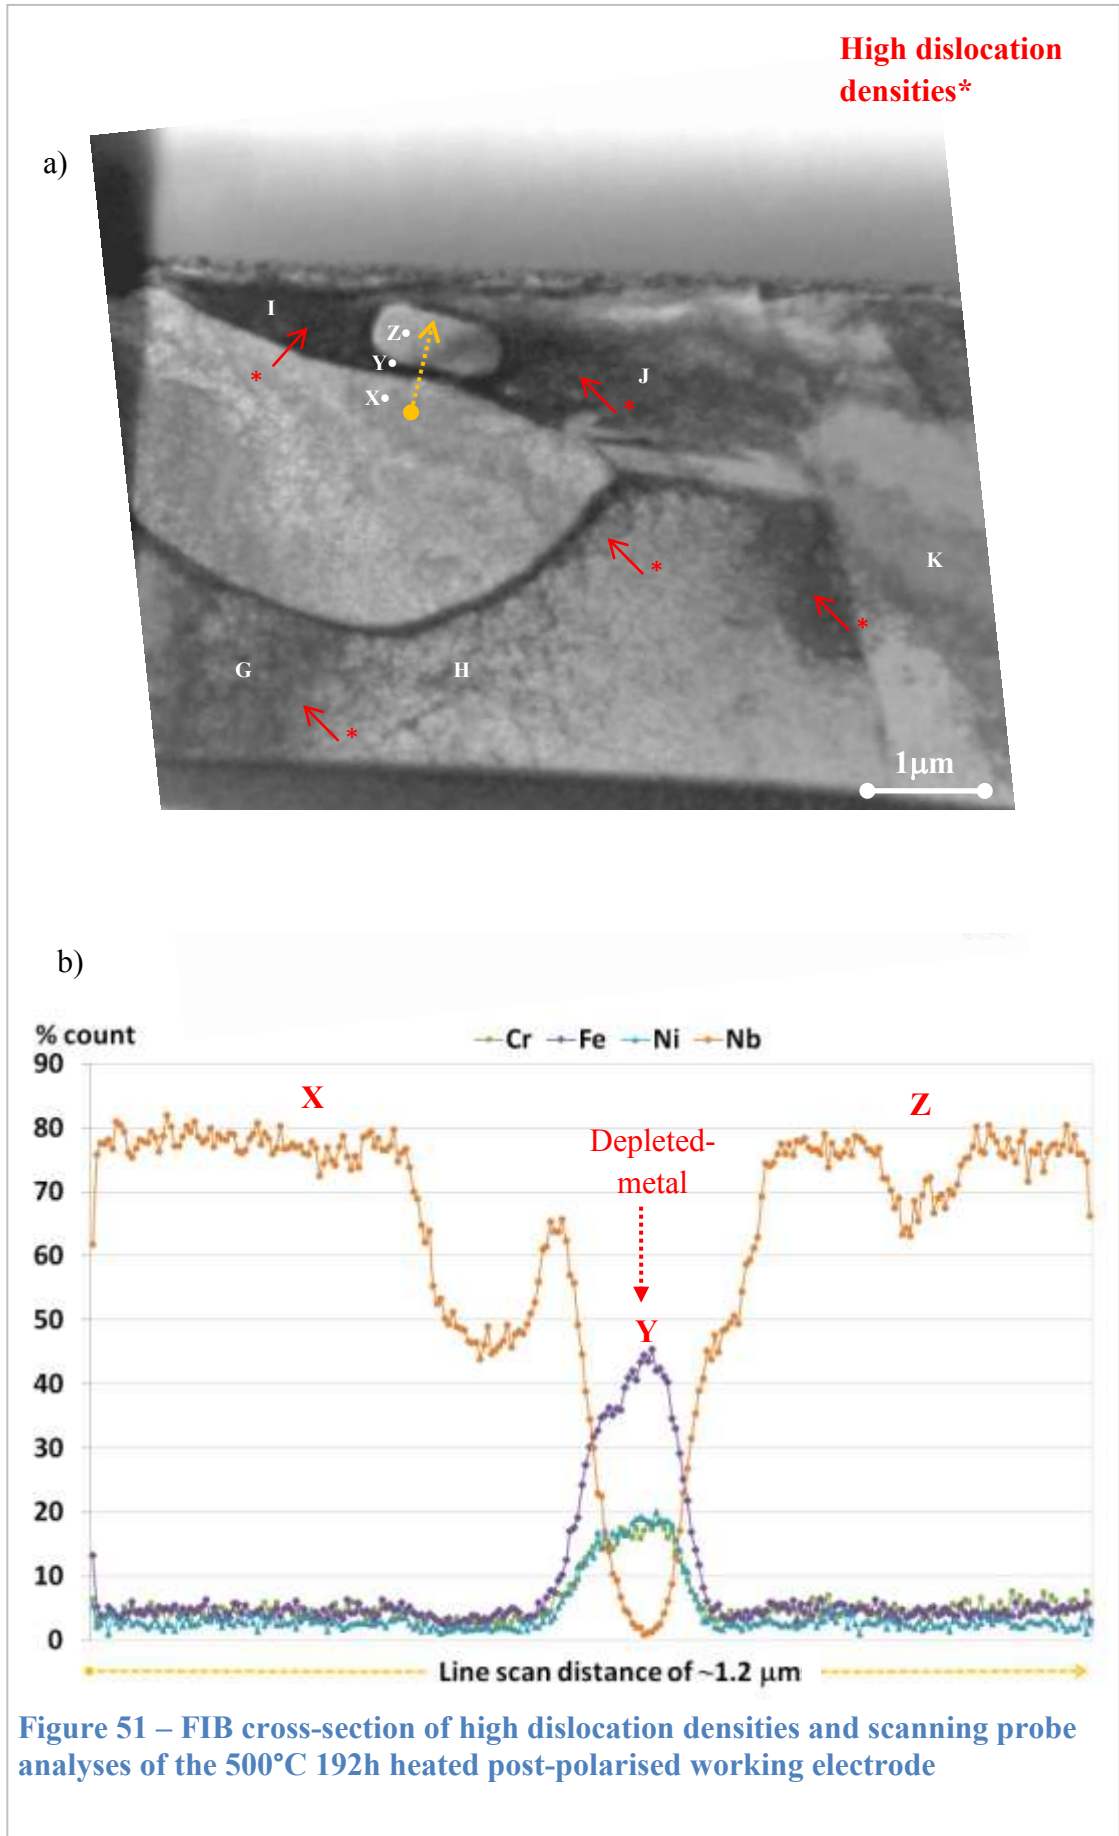 High dislocation
densities*
a)
I
Z
Y
*
X
J
*
*
K
*
G
H
*
1µm
b)
% count
Cr Fe Ni Nb
90
X
Z
80
Depleted-
metal
70
60
50
Y
40
30
20
10
0
Line scan distance of ~1.2 µm
Figure 51 – FIB cross-section of high dislocation densities and scanning probe
analyses of the 500°C 192h heated post-polarised working electrode